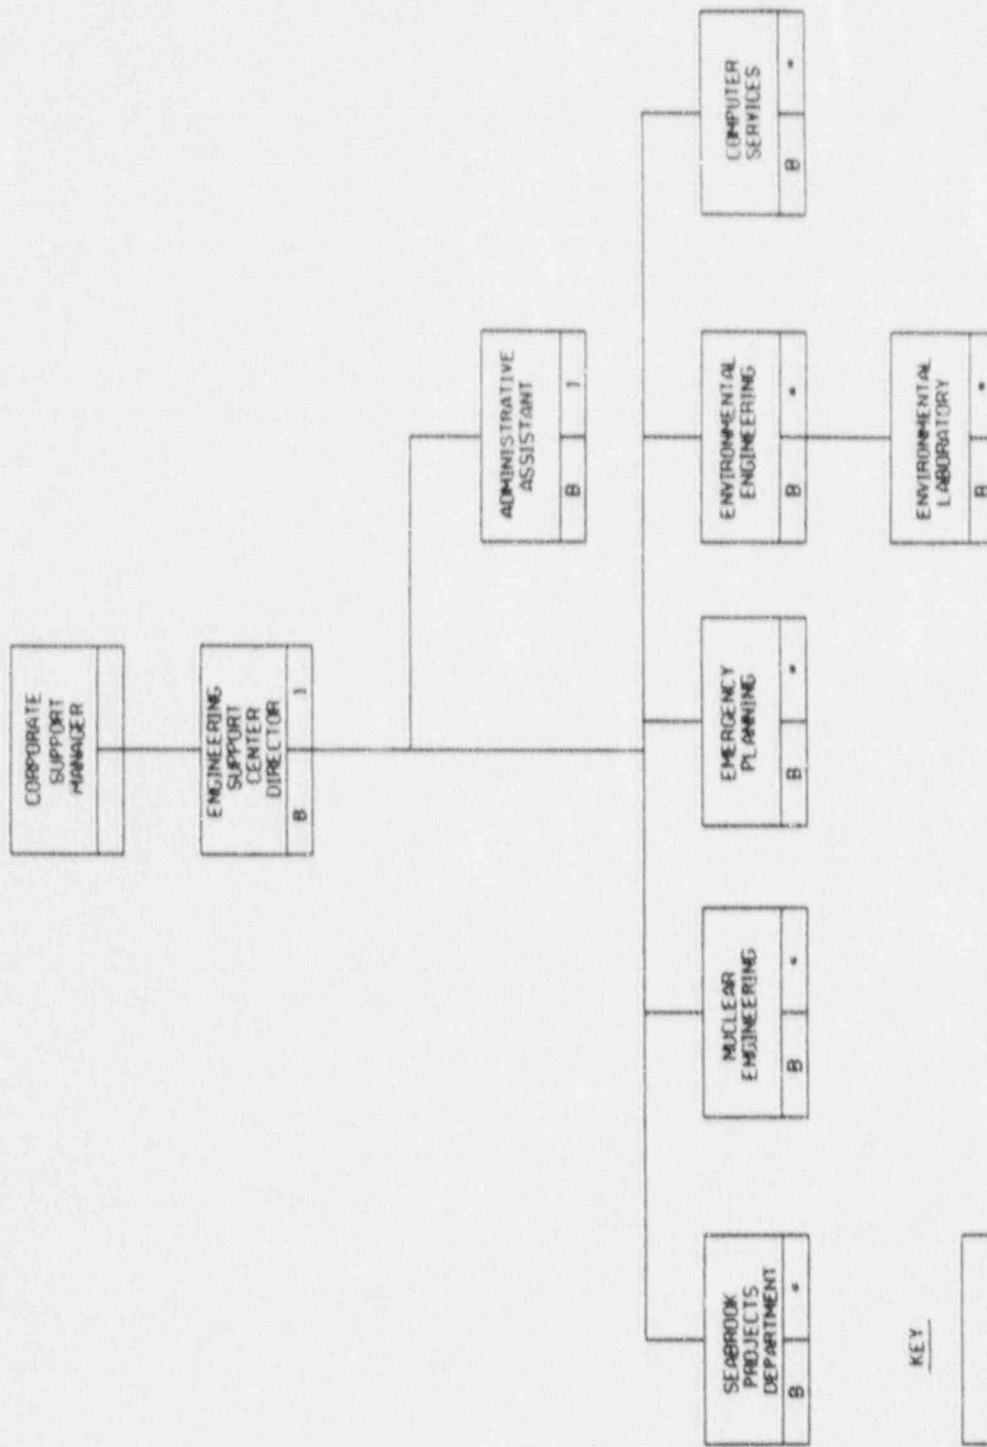 CORPORATE
SUPPORT
MANAGER
ENGINEERING
SUPPORT
CENTER
DIRECTOR
B 1
ADMINISTRATIVE
ASSISTANT
B 1
SEABROOK
PROJECTS
DEPARTMENT
B *
NUCLEAR
ENGINEERING
B *
EMERGENCY
PLANNING
B *
ENVIRONMENTAL
ENGINEERING
B *
COMPUTER
SERVICES
B *
ENVIRONMENTAL
LABORATORY
B *
KEY